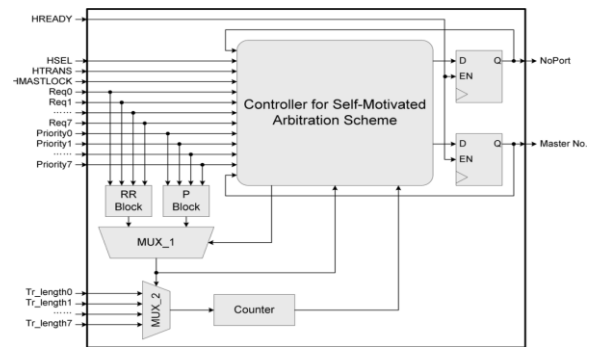 HREADY
HSEL
HTRANS
HMASTLOCK
Req0
Req1
......
Req7
Priority0
Priority1
......
Priority7
Controller for Self-Motivated
Arbitration Scheme
D Q
EN
NoPort
D Q
EN
Master No.
RR
Block
P
Block
MUX_1
Tr_length0
Tr_length1
......
Tr_length7
MUX_2
Counter